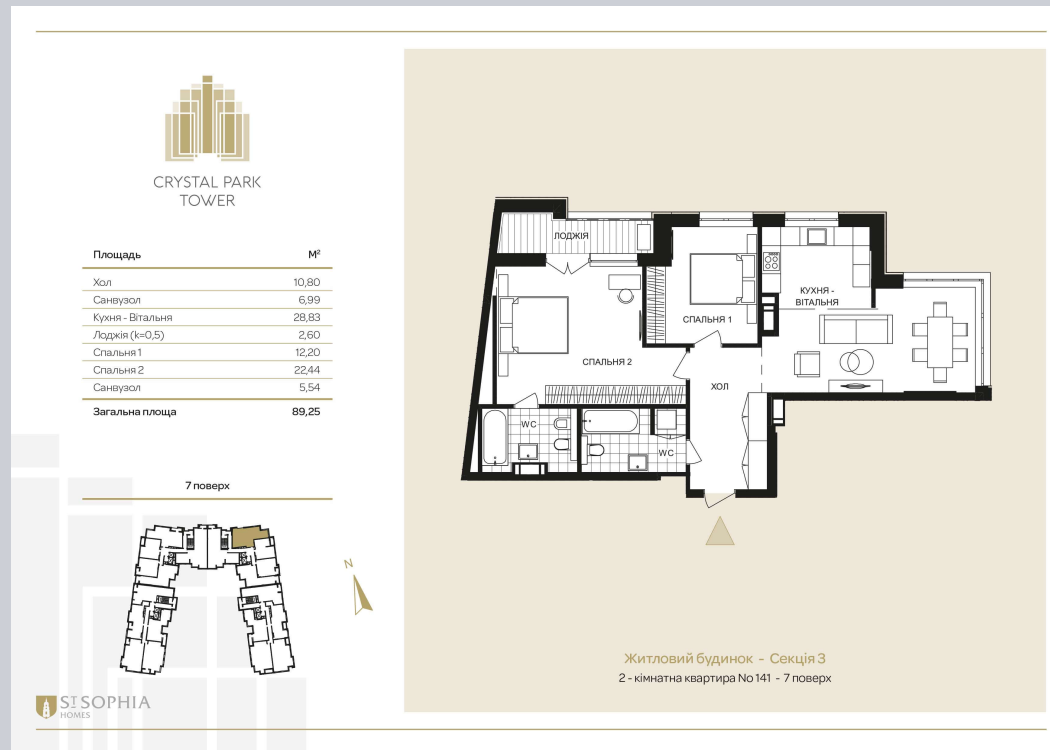 CRYSTAL PARK
TOWER
Площадь М²
Хол 10,80
Санвузол 6,99
Кухня - Вітальня 28,83
Лоджія (k=0,5) 2,60
Спальня 1 12,20
Спальня 2 22,44
Санвузол 5,54
Загальна площа 89,25
7 поверх
N
ST SOPHIA
HOMES
ЛОДЖІЯ
СПАЛЬНЯ 1
КУХНЯ -
ВІТАЛЬНЯ
СПАЛЬНЯ 2
ХОЛ
WC
WC
Житловий будинок - Секція 3
2 - кімнатна квартира No 141 - 7 поверх